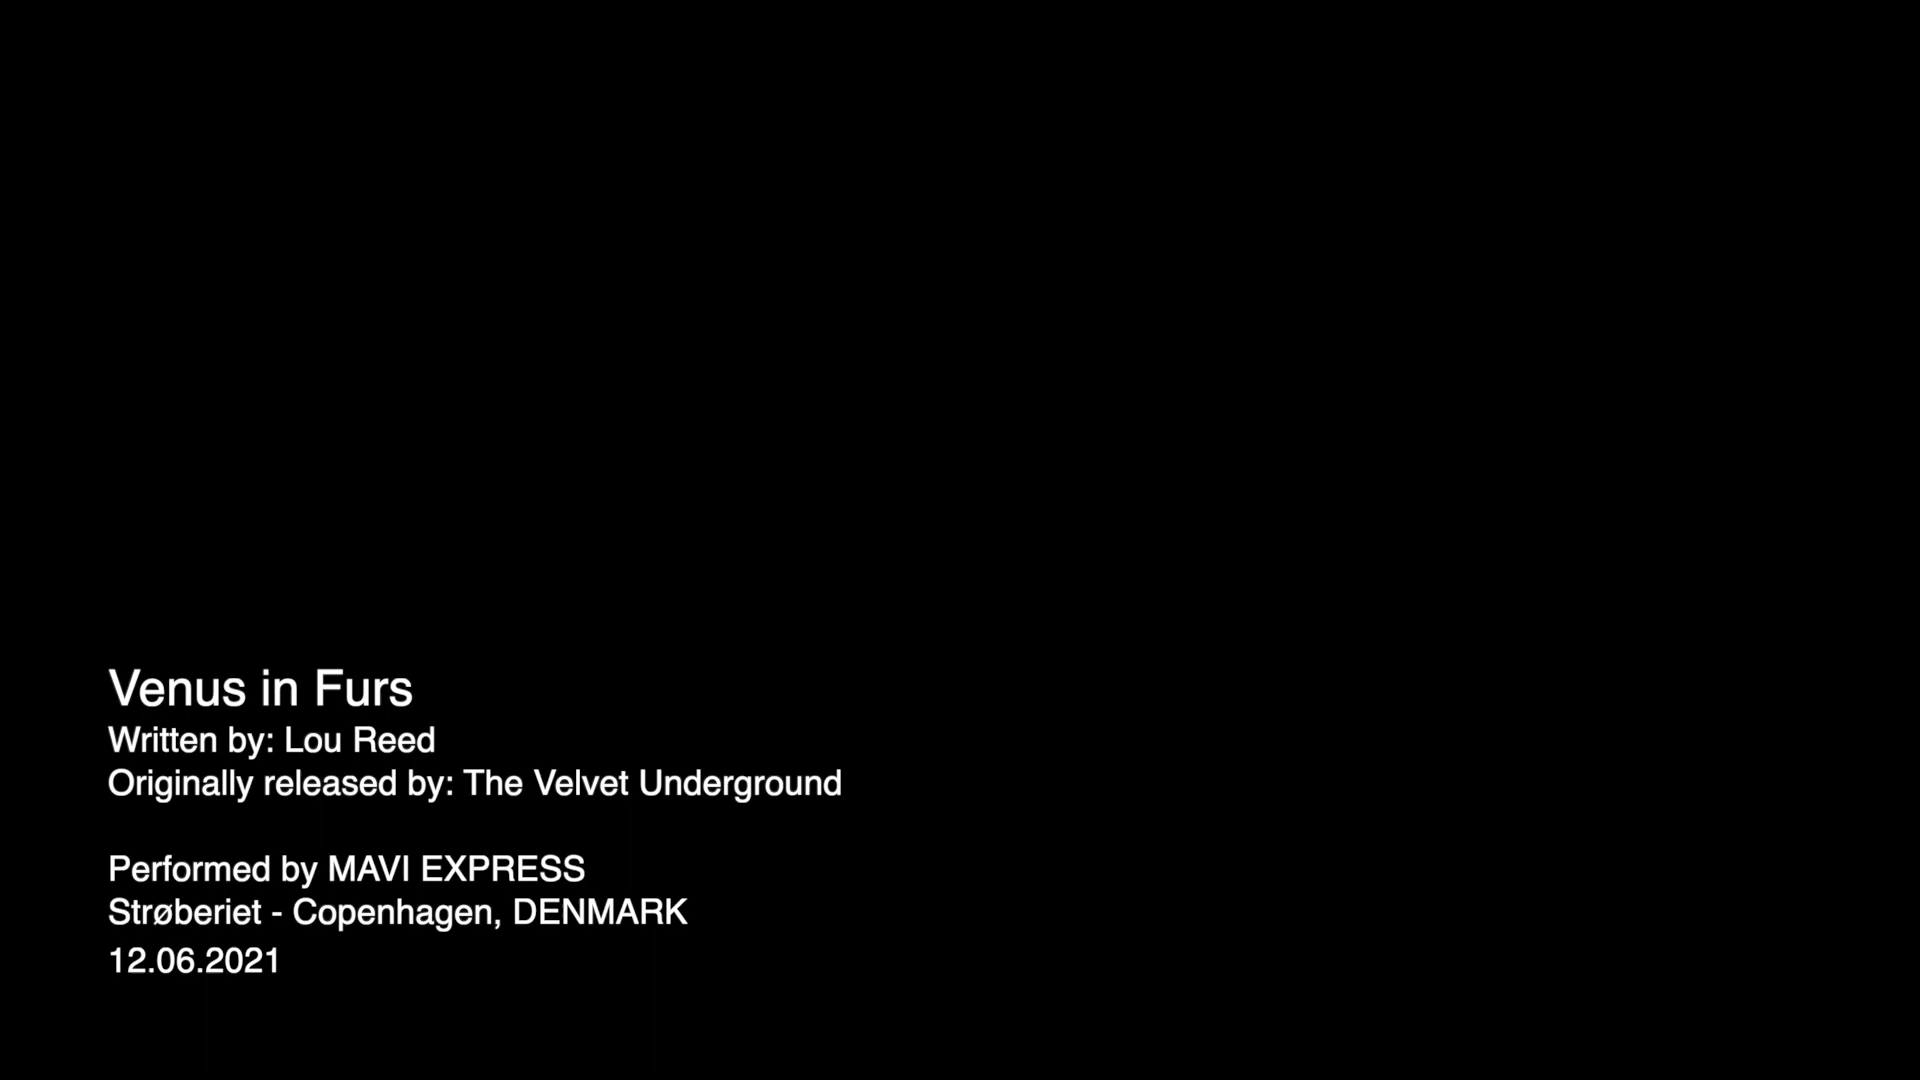 Venus in Furs
Written by: Lou Reed
Originally released by: The Velvet Underground
Performed by MAVI EXPRESS
Strøberiet - Copenhagen, DENMARK
12.06.2021